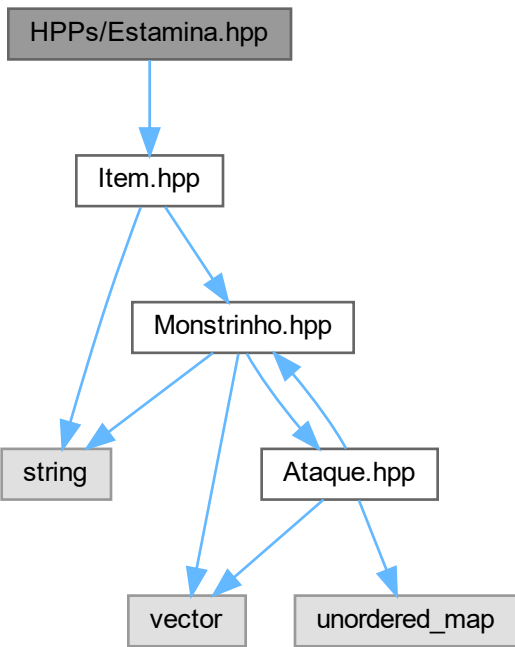 HPPs/Estamina.hpp
Item.hpp
Monstrinho.hpp
string
Ataque.hpp
vector
unordered_map